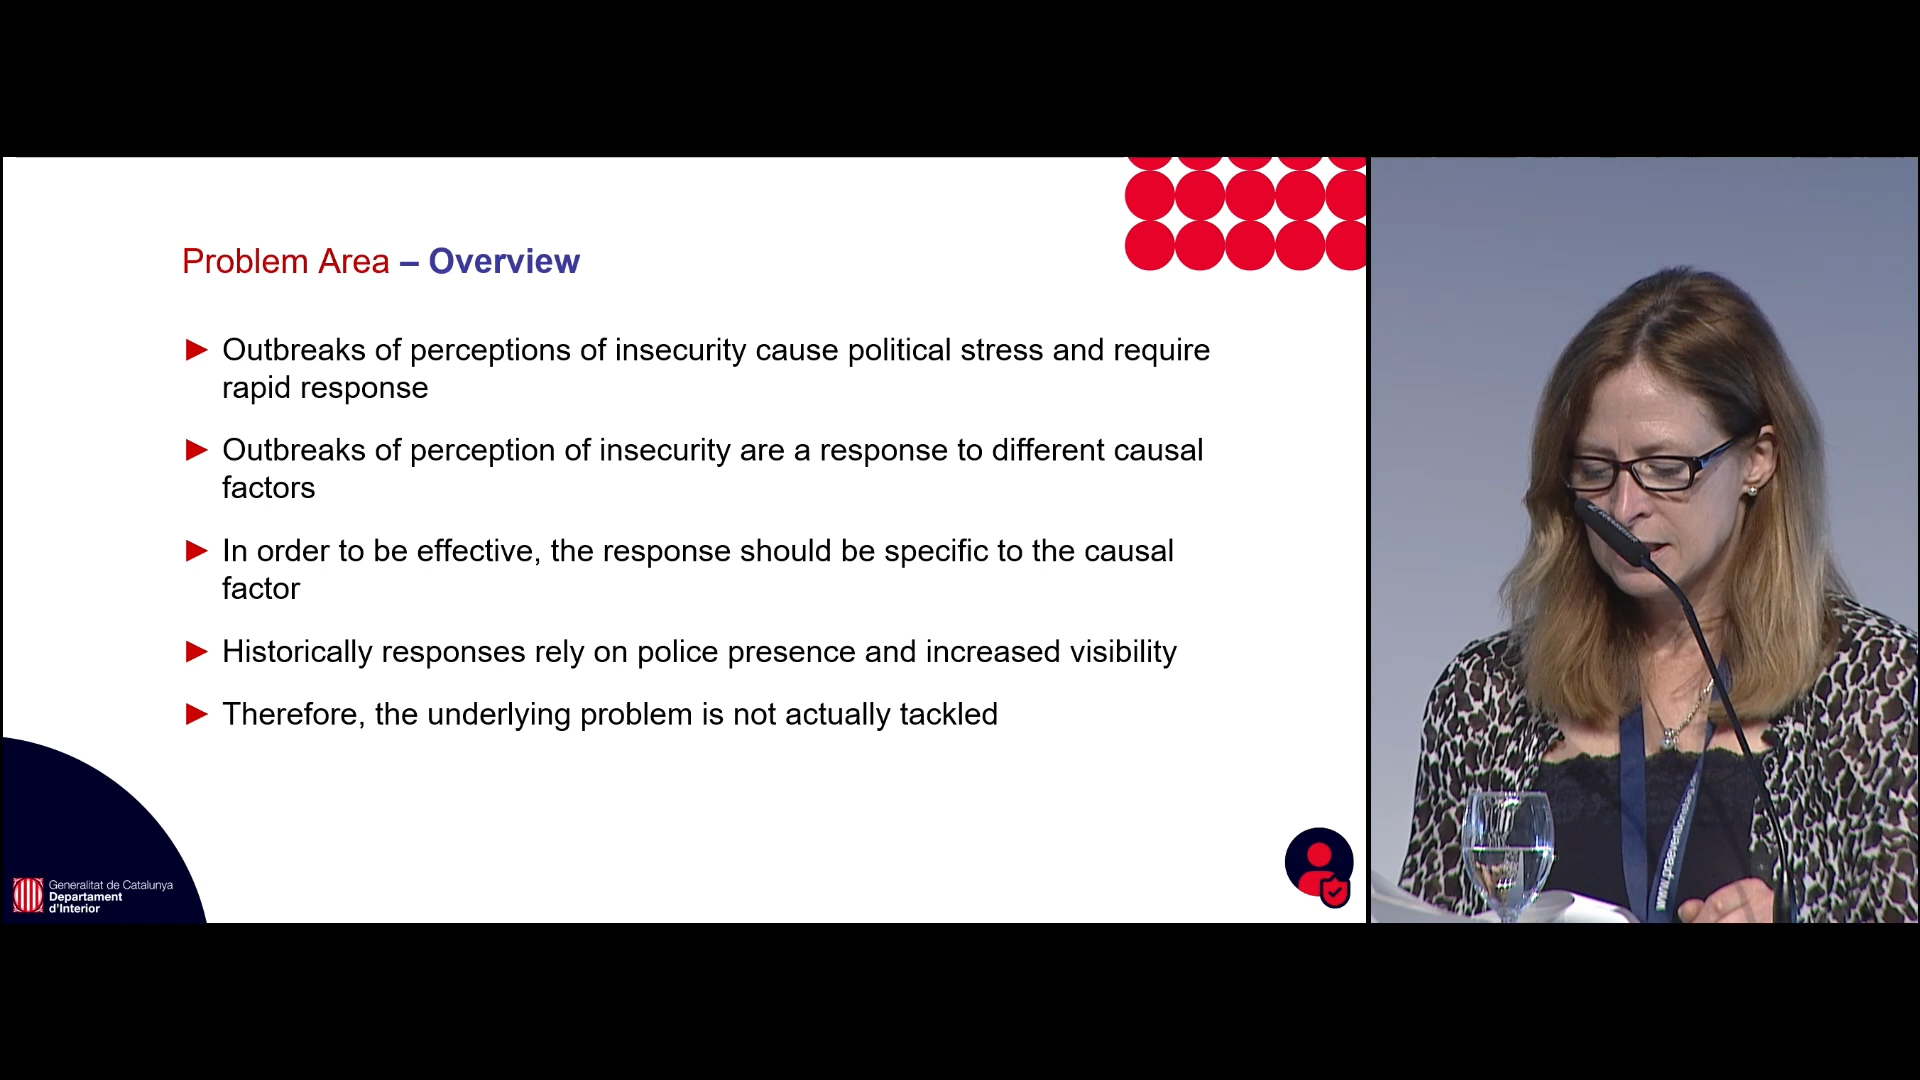 Problem Area – Overview
► Outbreaks of perceptions of insecurity cause political stress and require
rapid response
► Outbreaks of perception of insecurity are a response to different causal
factors
► In order to be effective, the response should be specific to the causal
factor
► Historically responses rely on police presence and increased visibility
► Therefore, the underlying problem is not actually tackled
Generalitat de Catalunya
Departament
d'Interior